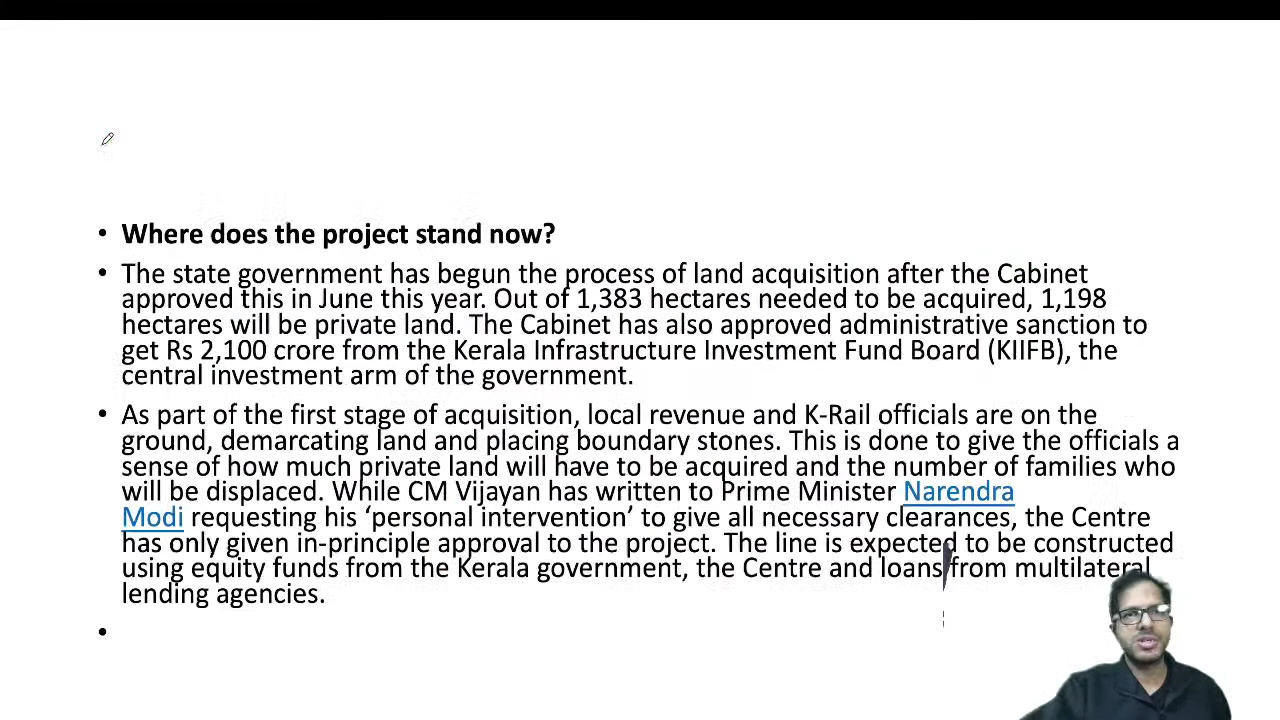 • Where does the project stand now?
• The state government has begun the process of land acquisition after the Cabinet
approved this in June this year. Out of 1,383 hectares needed to be acquired, 1,198
hectares will be private land. The Cabinet has also approved administrative sanction to
get Rs 2,100 crore from the Kerala Infrastructure Investment Fund Board (KIIFB), the
central investment arm of the government.
• As part of the first stage of acquisition, local revenue and K-Rail officials are on the
ground, demarcating land and placing boundary stones. This is done to give the officials a
sense of how much private land will have to be acquired and the number of families who
will be displaced. While CM Vijayan has written to Prime Minister Narendra
Modi requesting his ‘personal intervention’ to give all necessary clearances, the Centre
has only given in-principle approval to the project. The line is expected to be constructed
using equity funds from the Kerala government, the Centre and loans from multilateral
lending agencies.
•